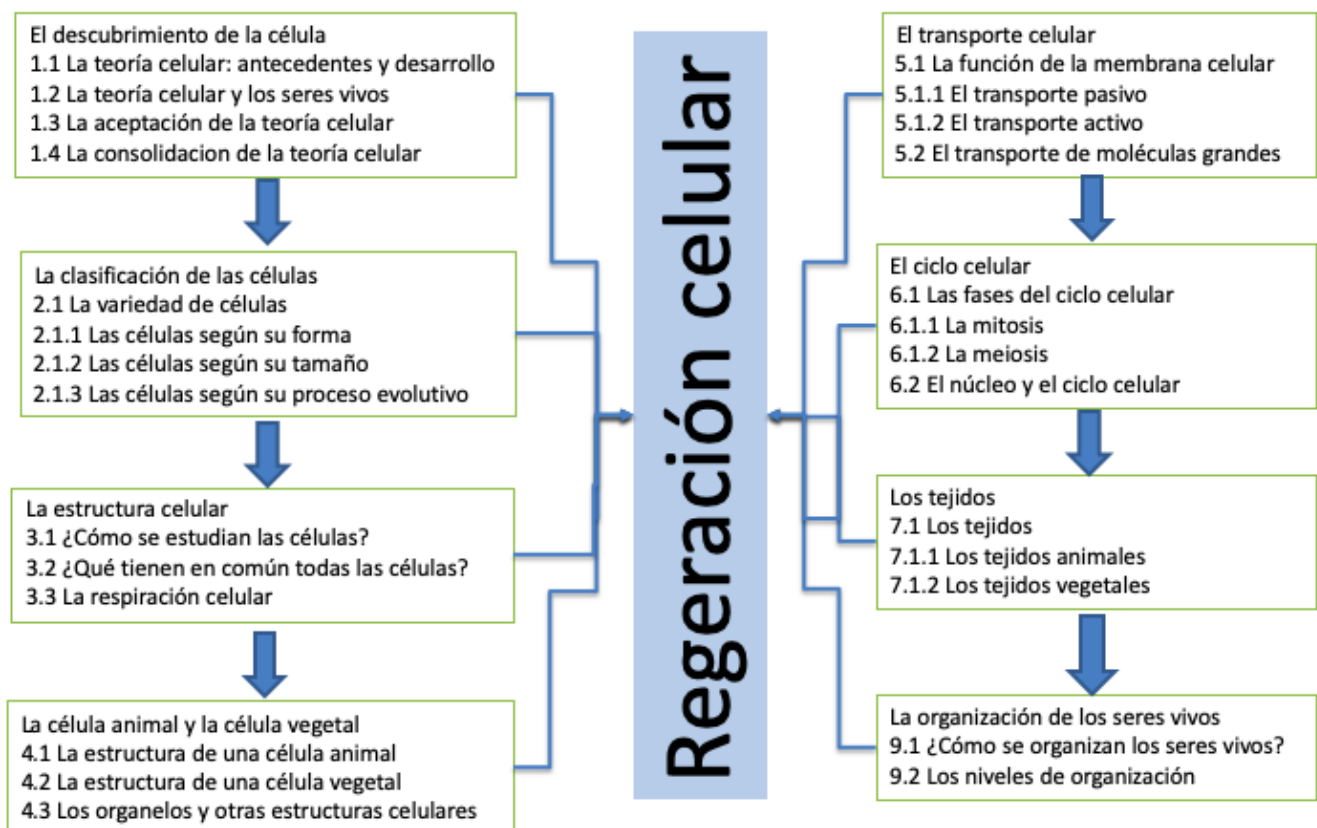 El descubrimiento de la célula
1.1 La teoría celular: antecedentes y desarrollo
1.2 La teoría celular y los seres vivos
1.3 La aceptación de la teoría celular
1.4 La consolidacion de la teoría celular
La clasificación de las células
2.1 La variedad de células
2.1.1 Las células según su forma
2.1.2 Las células según su tamaño
2.1.3 Las células según su proceso evolutivo
La estructura celular
3.1 ¿Cómo se estudian las células?
3.2 ¿Qué tienen en común todas las células?
3.3 La respiración celular
La célula animal y la célula vegetal
4.1 La estructura de una célula animal
4.2 La estructura de una célula vegetal
4.3 Los organelos y otras estructuras celulares
Regeración celular
El transporte celular
5.1 La función de la membrana celular
5.1.1 El transporte pasivo
5.1.2 El transporte activo
5.2 El transporte de moléculas grandes
El ciclo celular
6.1 Las fases del ciclo celular
6.1.1 La mitosis
6.1.2 La meiosis
6.2 El núcleo y el ciclo celular
Los tejidos
7.1 Los tejidos
7.1.1 Los tejidos animales
7.1.2 Los tejidos vegetales
La organización de los seres vivos
9.1 ¿Cómo se organizan los seres vivos?
9.2 Los niveles de organización